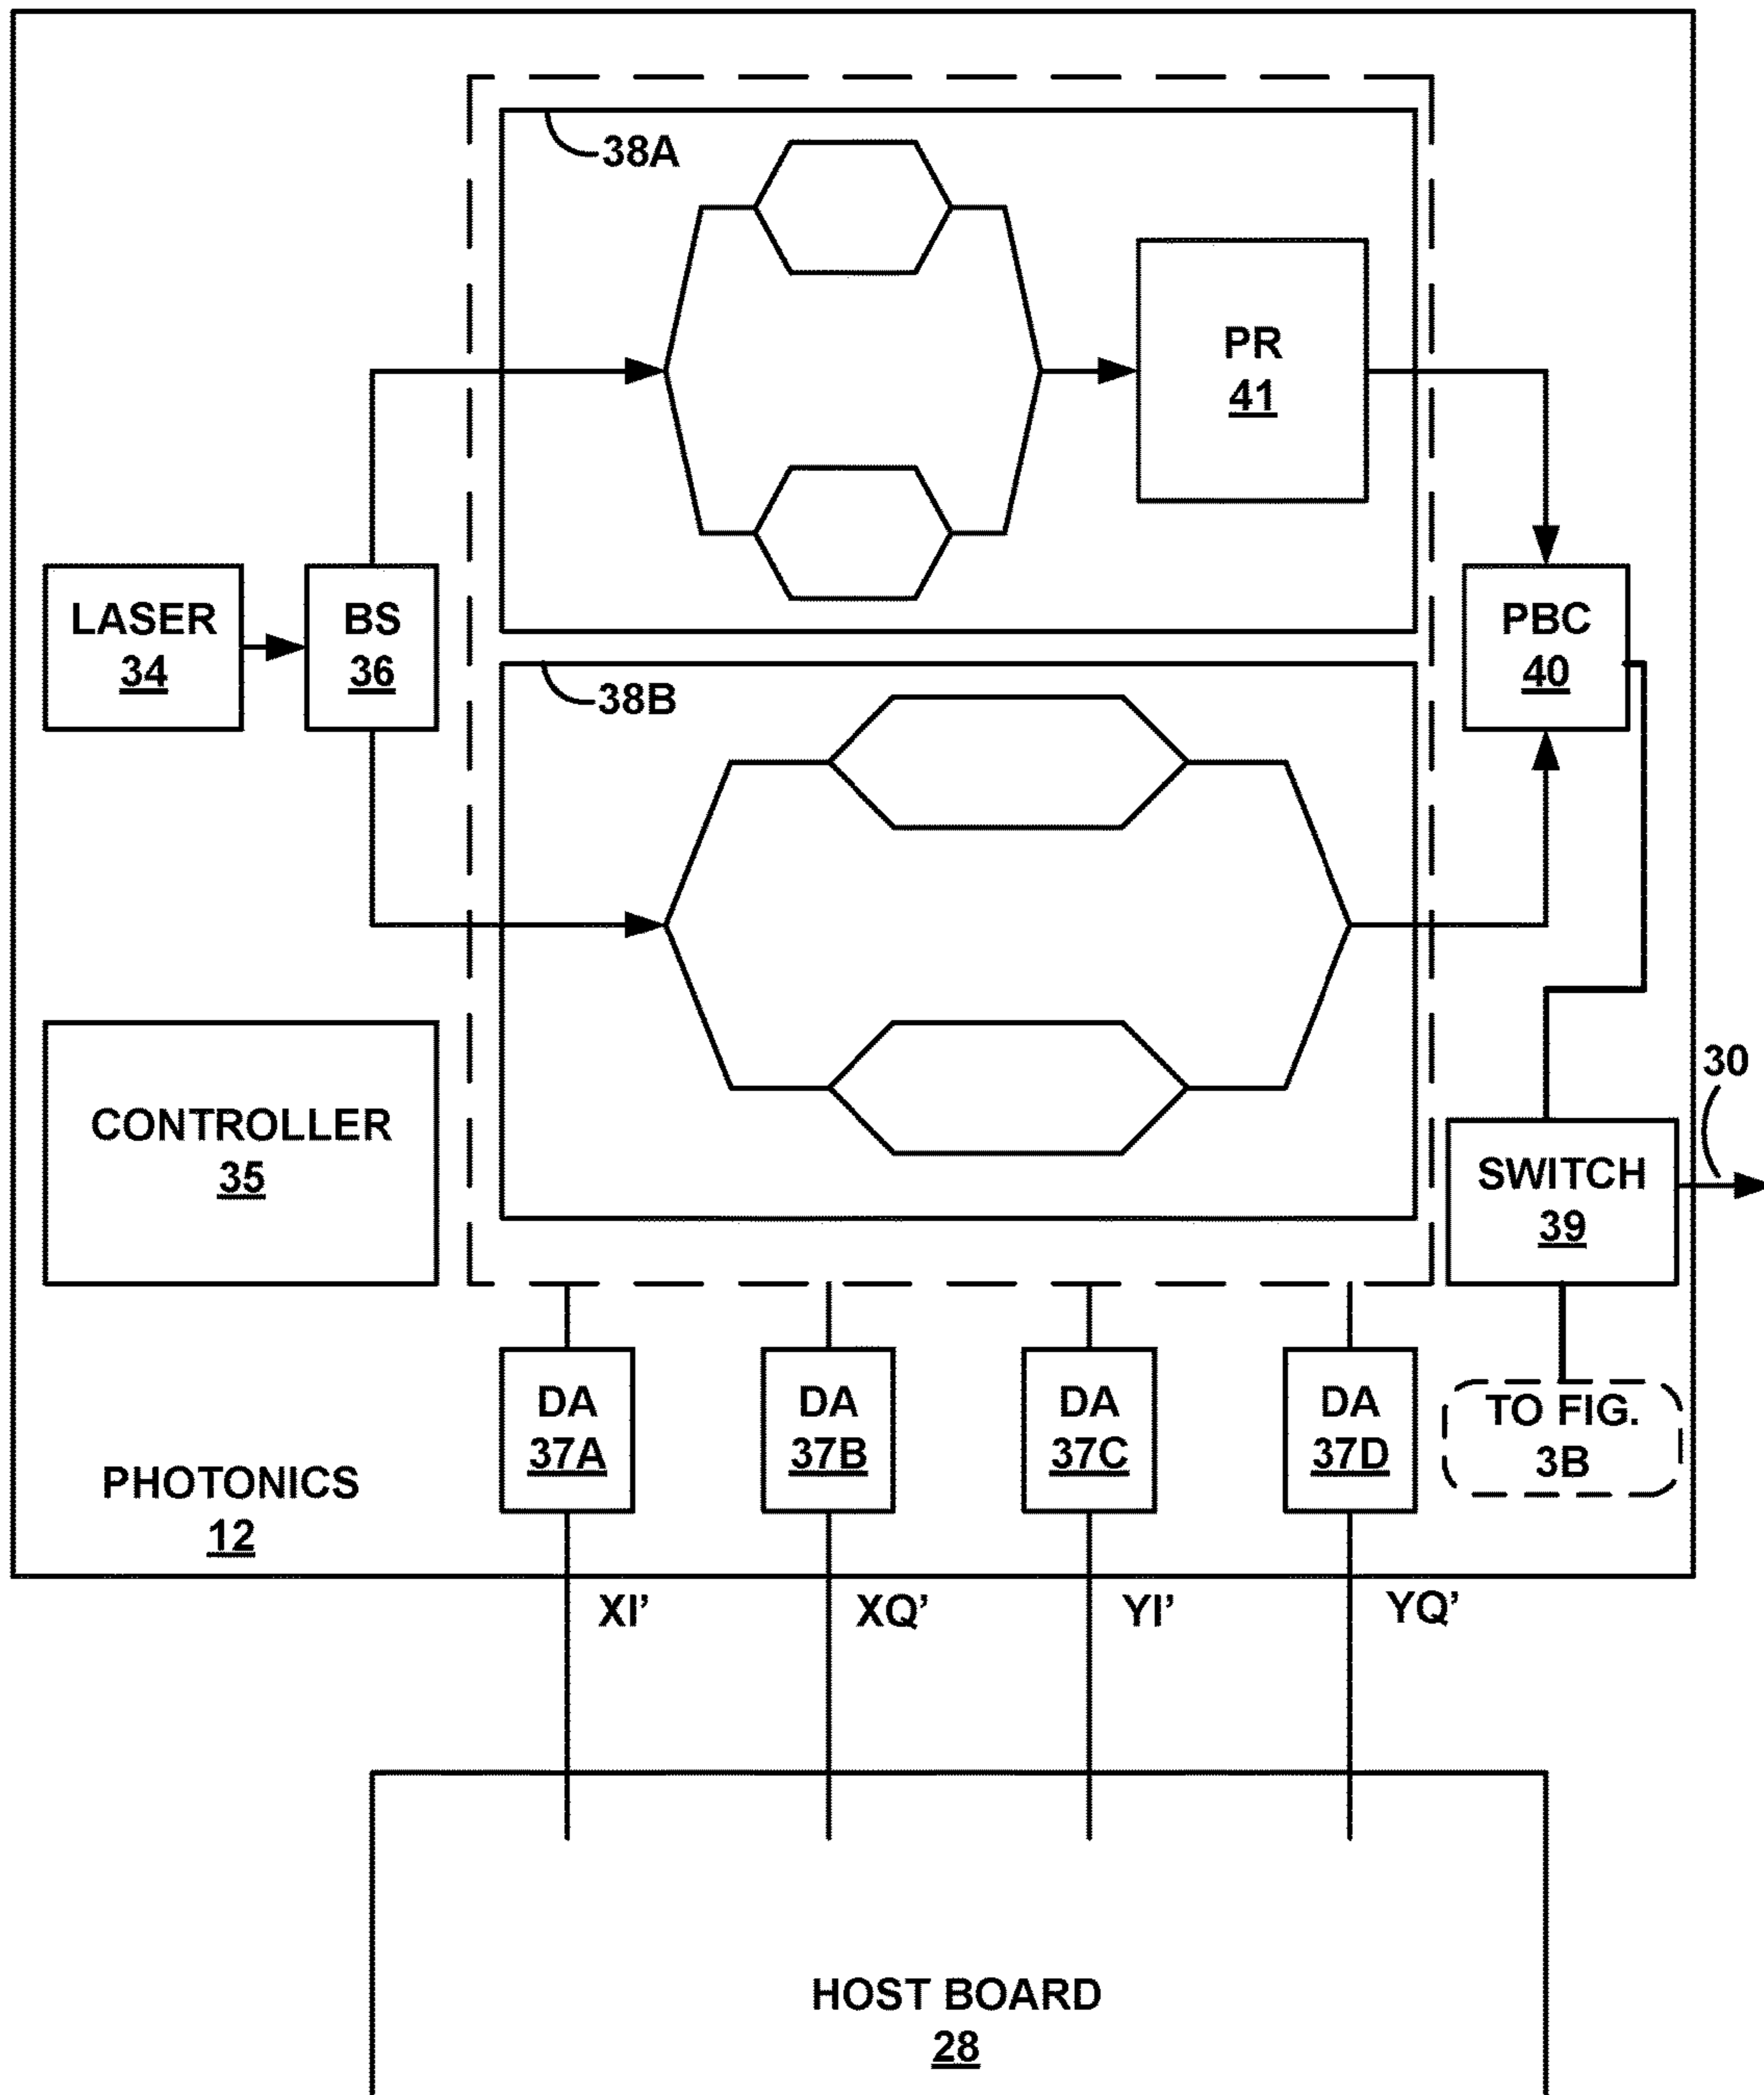 38A
PR
41
LASER
34
BS
36
PBC
40
38B
CONTROLLER
35
30
SWITCH
39
DA
37A
DA
37B
DA
37C
DA
37D
TO FIG.
3B
PHOTONICS
12
XI’
XQ’
YI’
YQ’
HOST BOARD
28